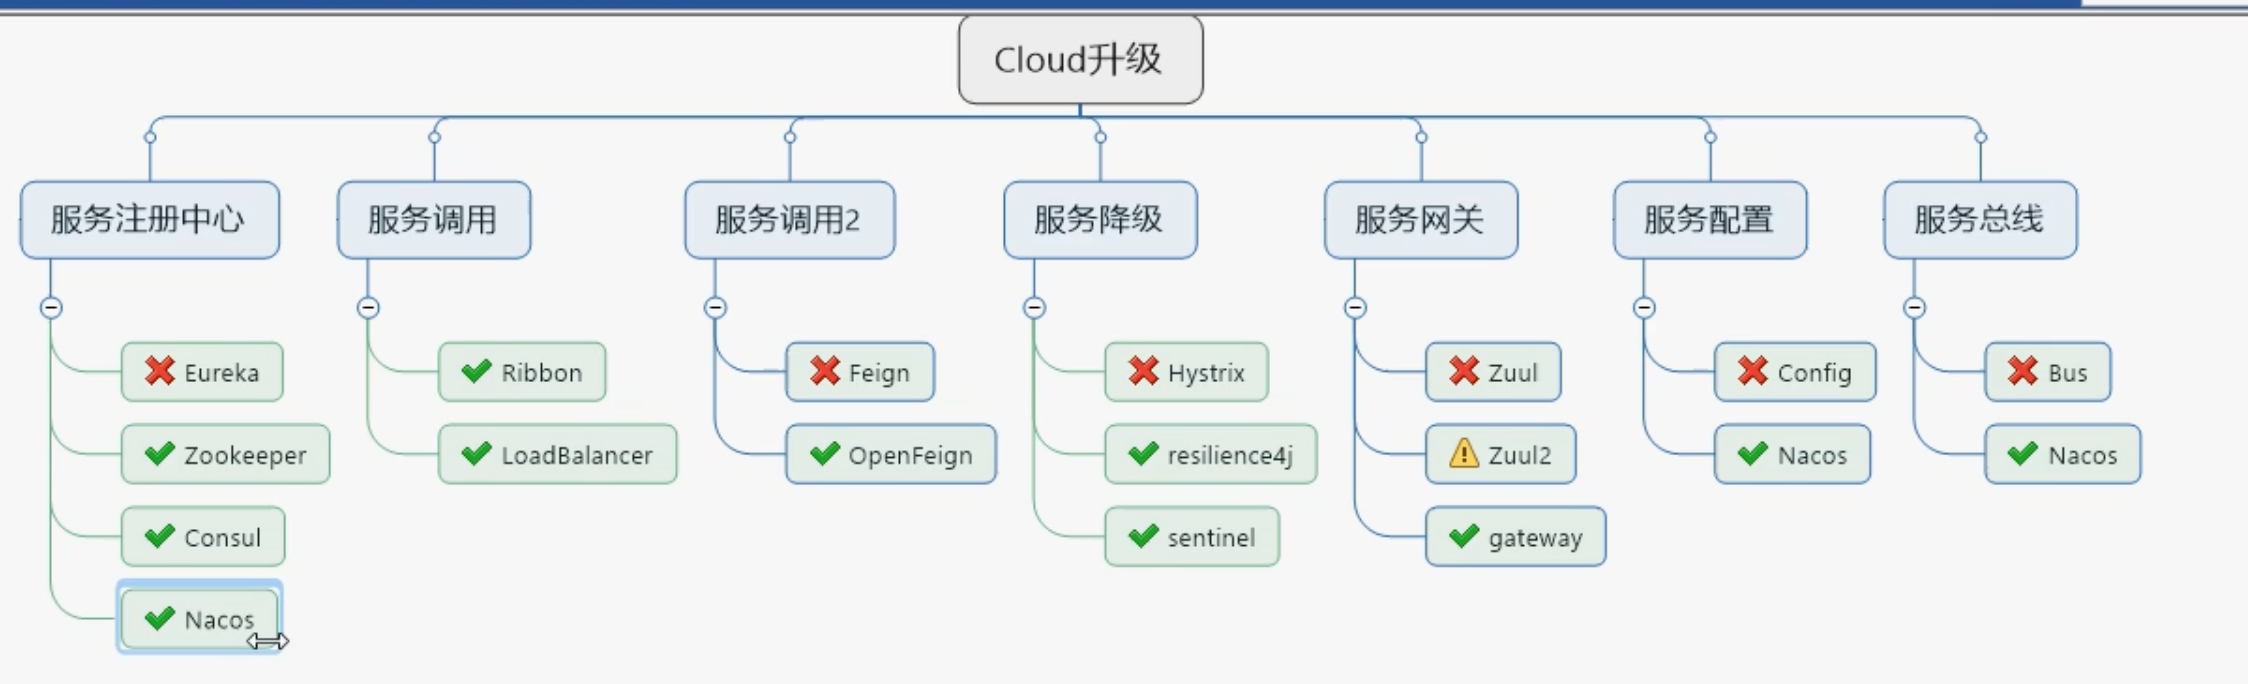 Cloud升级
服务注册中心
服务调用
服务调用2
服务降级
服务网关
服务配置
服务总线
Eureka
Zookeeper
Consul
Nacos
Ribbon
LoadBalancer
Feign
OpenFeign
Hystrix
resilience4j
sentinel
Zuul
Zuul2
gateway
Config
Nacos
Bus
Nacos